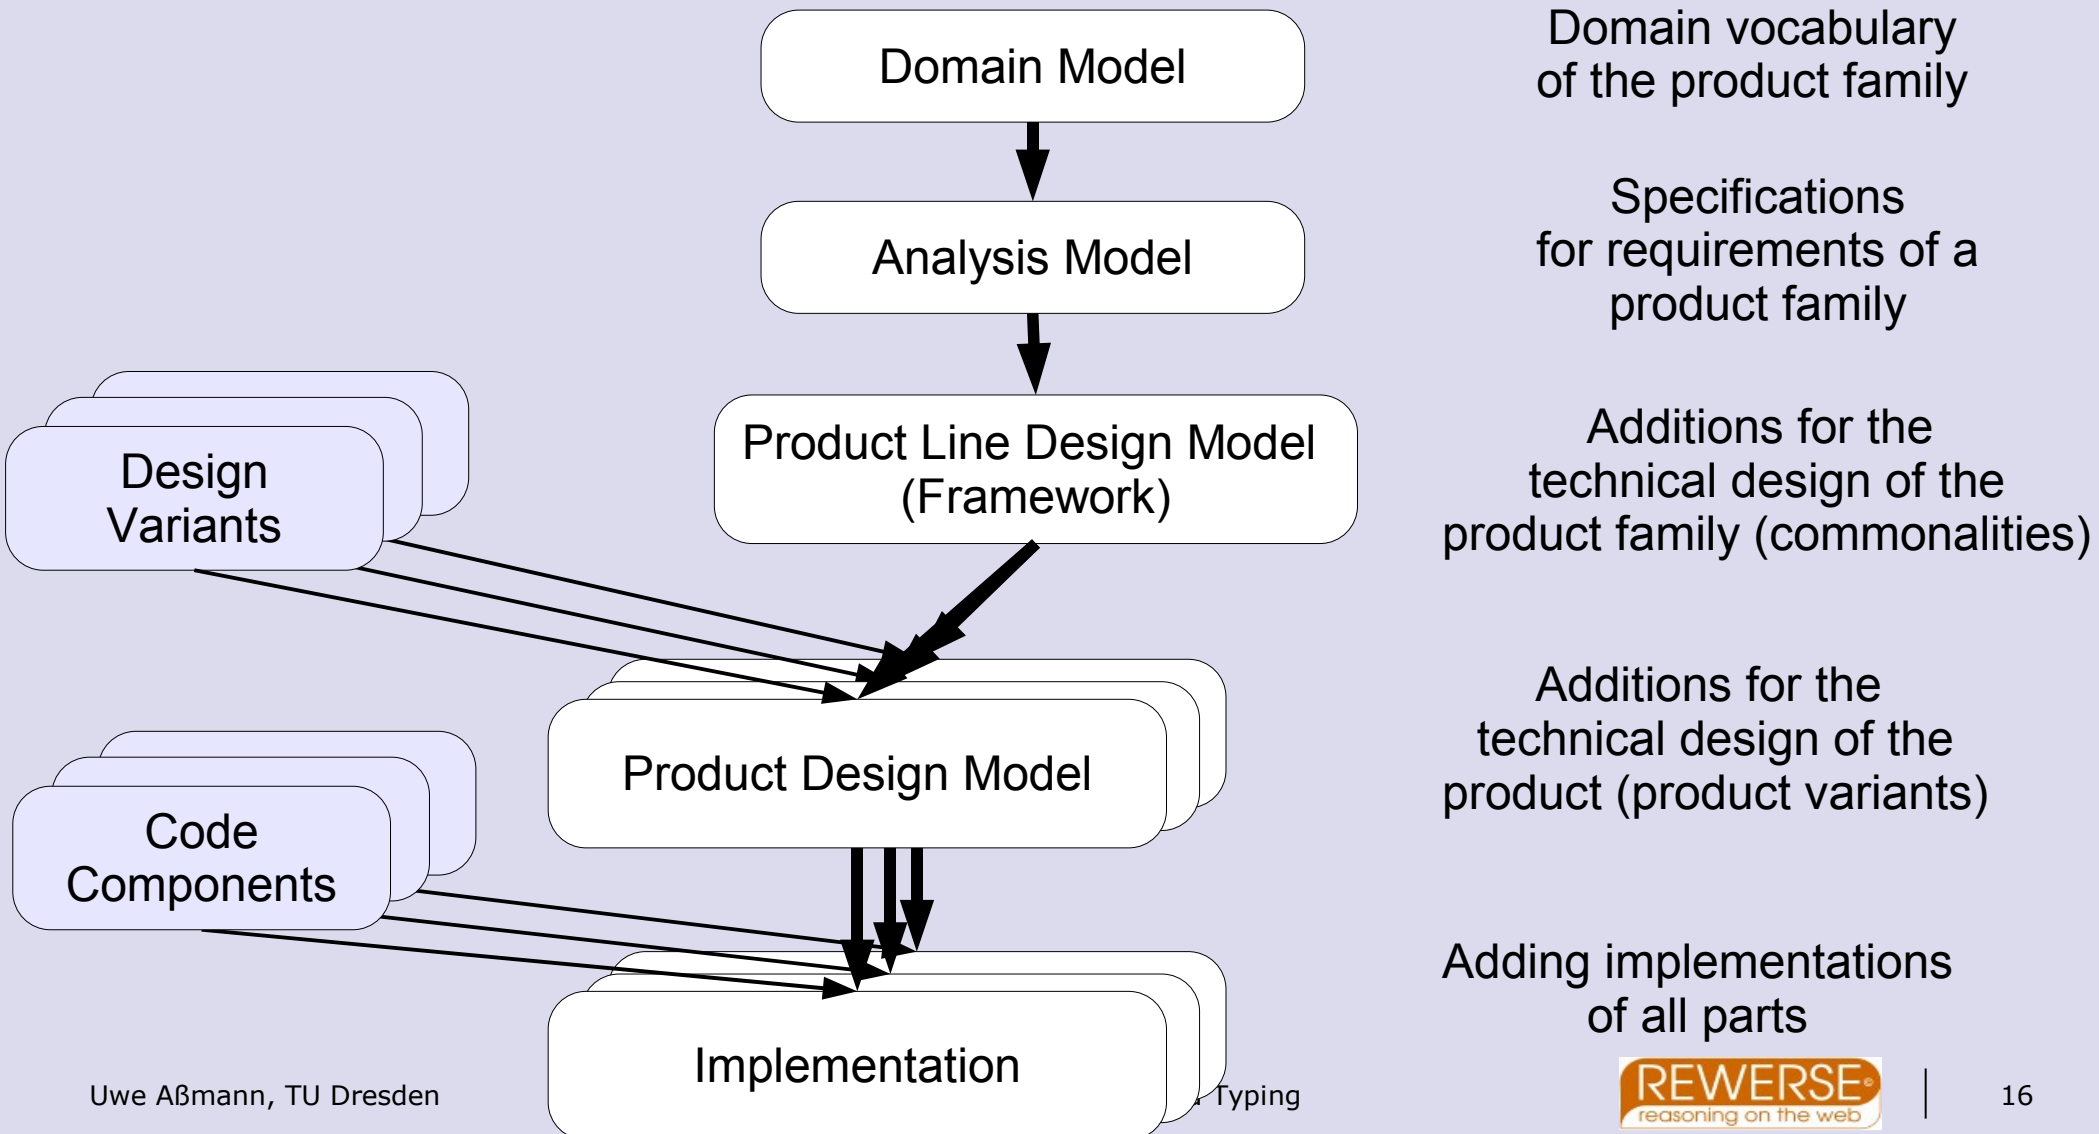 Domain Model
Domain vocabulary
of the product family
Analysis Model
Specifications
for requirements of a
product family
Design
Variants
Product Line Design Model
(Framework)
Additions for the
technical design of the
product family (commonalities)
Product Design Model
Additions for the
technical design of the
product (product variants)
Code
Components
Adding implementations
of all parts
Implementation
Uwe Aßmann, TU Dresden
Typing
REWERSE©
reasoning on the web
16